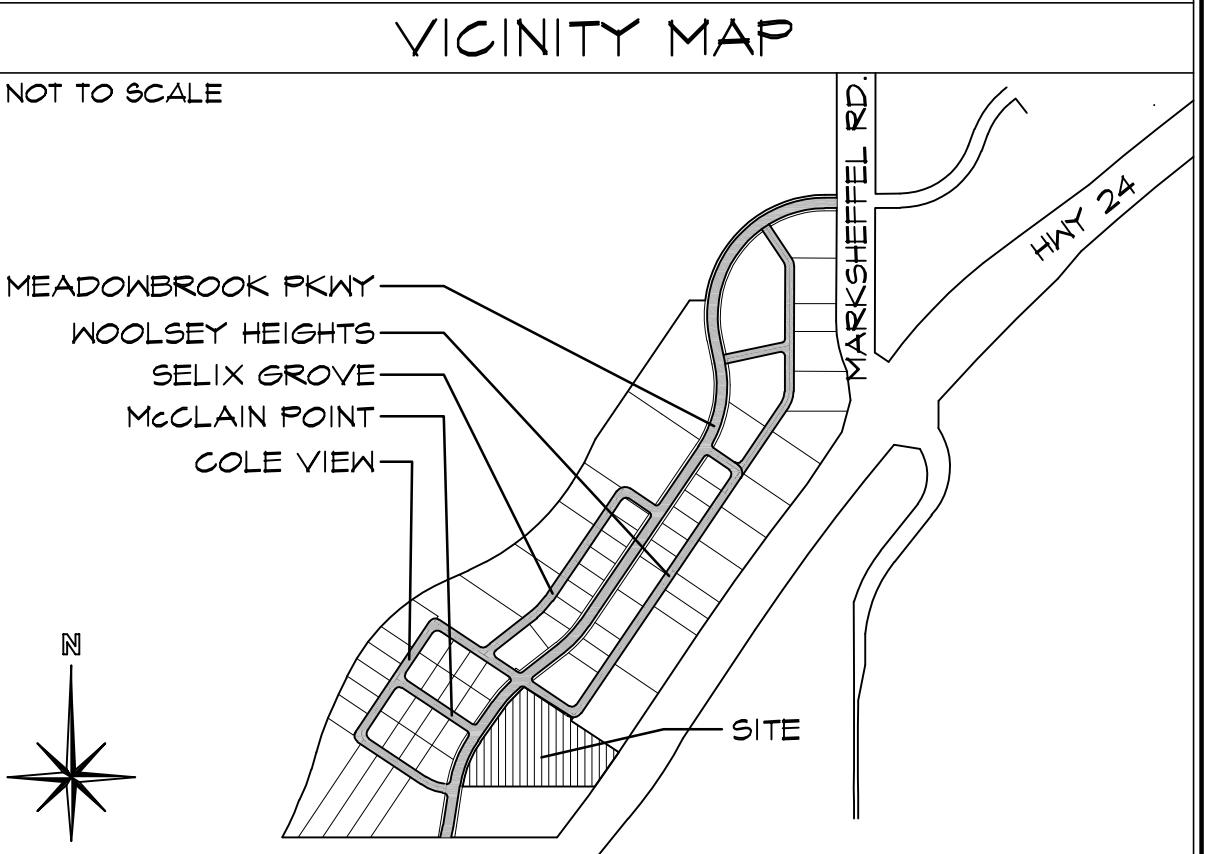 VICINITY MAP
NOT TO SCALE
MARKSHEFFEL RD.
HWY 24
MEADOWBROOK PKWY
WOOLSEY HEIGHTS
SELIX GROVE
McCLAIN POINT
COLE VIEW
N
SITE